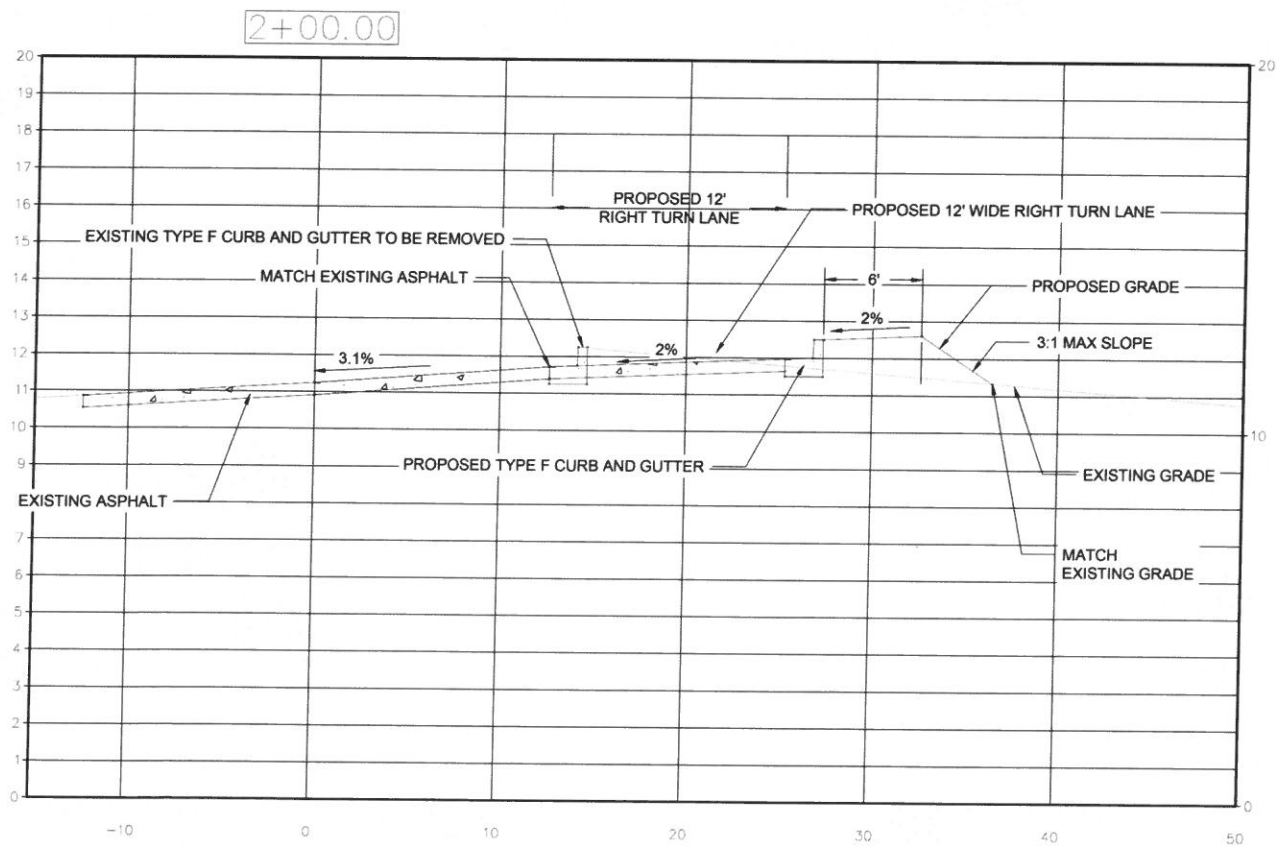 2+00.00
20
20
19
18
17
16
PROPOSED 12'
RIGHT TURN LANE
PROPOSED 12' WIDE RIGHT TURN LANE
EXISTING TYPE F CURB AND GUTTER TO BE REMOVED
15
14
MATCH EXISTING ASPHALT
6'
PROPOSED GRADE
13
2%
3:1 MAX SLOPE
12
3.1%
2%
11
10
10
9
PROPOSED TYPE F CURB AND GUTTER
EXISTING GRADE
EXISTING ASPHALT
7
MATCH
EXISTING GRADE
6
5
4
3
2
1
0
0
-10
0
10
20
30
40
50